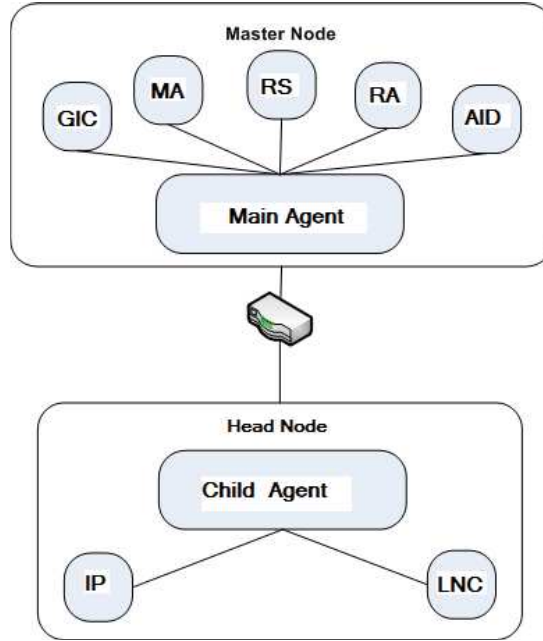 Master Node
GIC
MA
RS
RA
AID
Main Agent
Head Node
Child Agent
IP
LNC